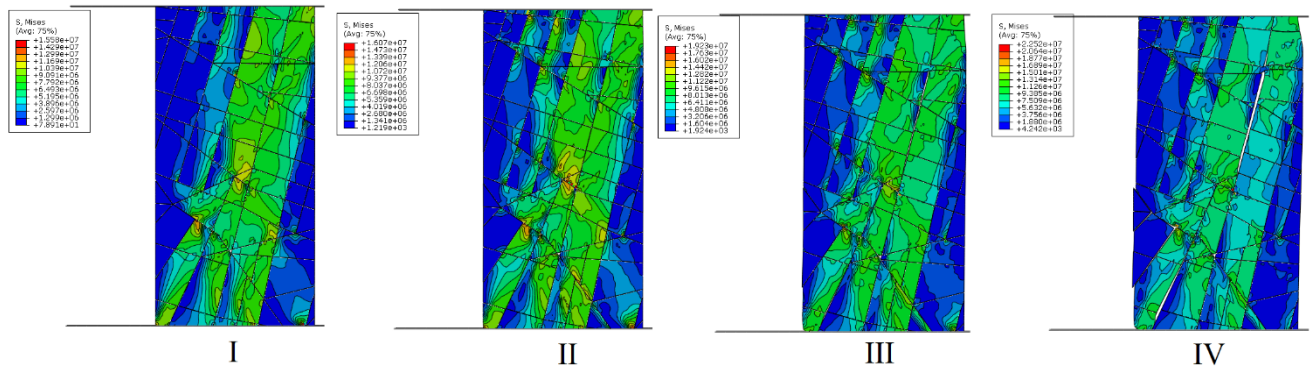 S, Mises
(Avg: 75%)
+1.558e+07
+1.429e+07
+1.299e+07
+1.169e+07
+1.039e+07
+9.091e+06
+7.792e+06
+6.493e+06
+5.195e+06
+3.896e+06
+2.597e+06
+1.299e+06
+7.891e+01
S, Mises
(Avg: 75%)
+1.607e+07
+1.473e+07
+1.339e+07
+1.206e+07
+1.072e+07
+9.377e+06
+8.037e+06
+6.698e+06
+5.359e+06
+4.019e+06
+2.680e+06
+1.341e+06
+1.219e+03
S, Mises
(Avg: 75%)
+1.923e+07
+1.763e+07
+1.602e+07
+1.442e+07
+1.282e+07
+1.122e+07
+9.615e+06
+8.013e+06
+6.411e+06
+4.808e+06
+3.206e+06
+1.604e+06
+1.924e+03
S, Mises
(Avg: 75%)
+2.252e+07
+2.064e+07
+1.877e+07
+1.689e+07
+1.501e+07
+1.314e+07
+1.126e+07
+9.385e+06
+7.509e+06
+5.632e+06
+3.756e+06
+1.880e+06
+4.242e+03
I
II
III
IV